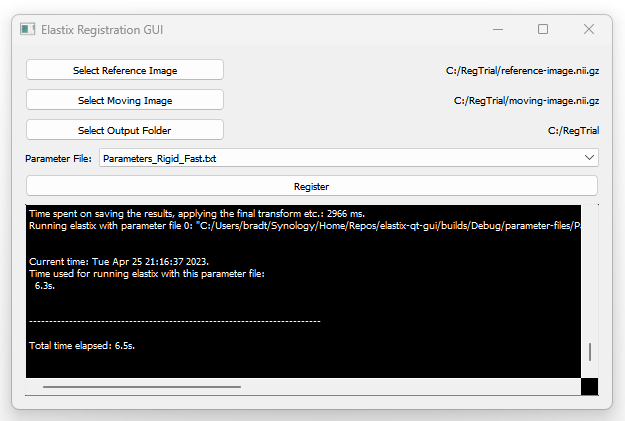 Elastix Registration GUI
Select Reference Image
C:/RegTrial/reference-image.nii.gz
Select Moving Image
C:/RegTrial/moving-image.nii.gz
Select Output Folder
C:/RegTrial
Parameter File:
Parameters_Rigid_Fast.txt
Register
Time spent on saving the results, applying the final transform etc.: 2966 ms.
Running elastix with parameter file 0: "C:/Users/bradt/Synology/Home/Repos/elastix-qt-gui/builds/Debug/parameter-files/Pa
Current time: Tue Apr 25 21:16:37 2023.
Time used for running elastix with this parameter file:
6.3s.
-------------------------------------------------------------------------
Total time elapsed: 6.5s.